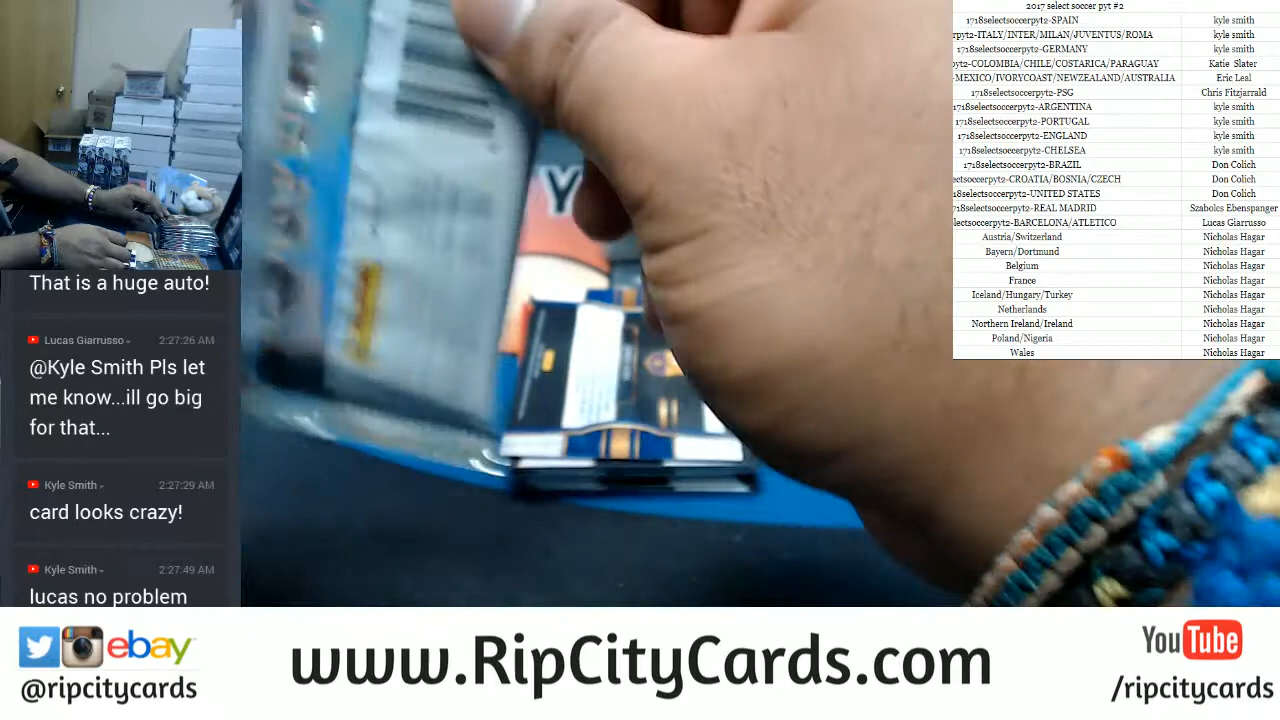 2017 select soccer pyt #2
1718selectsoccerpyt2-SPAIN kyle smith
pyt2-ITALY/INTER/MILAN/JUVENTUS/ROMA kyle smith
1718selectsoccerpyt2-GERMANY kyle smith
pyt2-COLOMBIA/CHILE/COSTARICA/PARAGUAY Katie Slater
-MEXICO/IVORYCOAST/NEWZEALAND/AUSTRALIA Eric Leal
1718selectsoccerpyt2-PSG Chris Fitzjarrald
1718selectsoccerpyt2-ARGENTINA kyle smith
1718selectsoccerpyt2-PORTUGAL kyle smith
1718selectsoccerpyt2-ENGLAND kyle smith
1718selectsoccerpyt2-CHELSEA kyle smith
1718selectsoccerpyt2-BRAZIL Don Colich
ectsoccerpyt2-CROATIA/BOSNIA/CZECH Don Colich
18selectsoccerpyt2-UNITED STATES Don Colich
718selectsoccerpyt2-REAL MADRID Szabolcs Ebenspanger
lectsoccerpyt2-BARCELONA/ATLETICO Lucas Giarrusso
Austria/Switzerland Nicholas Hagar
Bayern/Dortmund Nicholas Hagar
Belgium Nicholas Hagar
France Nicholas Hagar
Iceland/Hungary/Turkey Nicholas Hagar
Netherlands Nicholas Hagar
Northern Ireland/Ireland Nicholas Hagar
Poland/Nigeria Nicholas Hagar
Wales Nicholas Hagar
That is a huge auto!
Lucas Giarrusso 2:27:26 AM
@Kyle Smith Pls let
me know...ill go big
for that...
Kyle Smith 2:27:29 AM
card looks crazy!
Kyle Smith 2:27:49 AM
lucas no problem
ebay
@ripcitycards
www.RipCityCards.com
YouTube
/ripcitycards